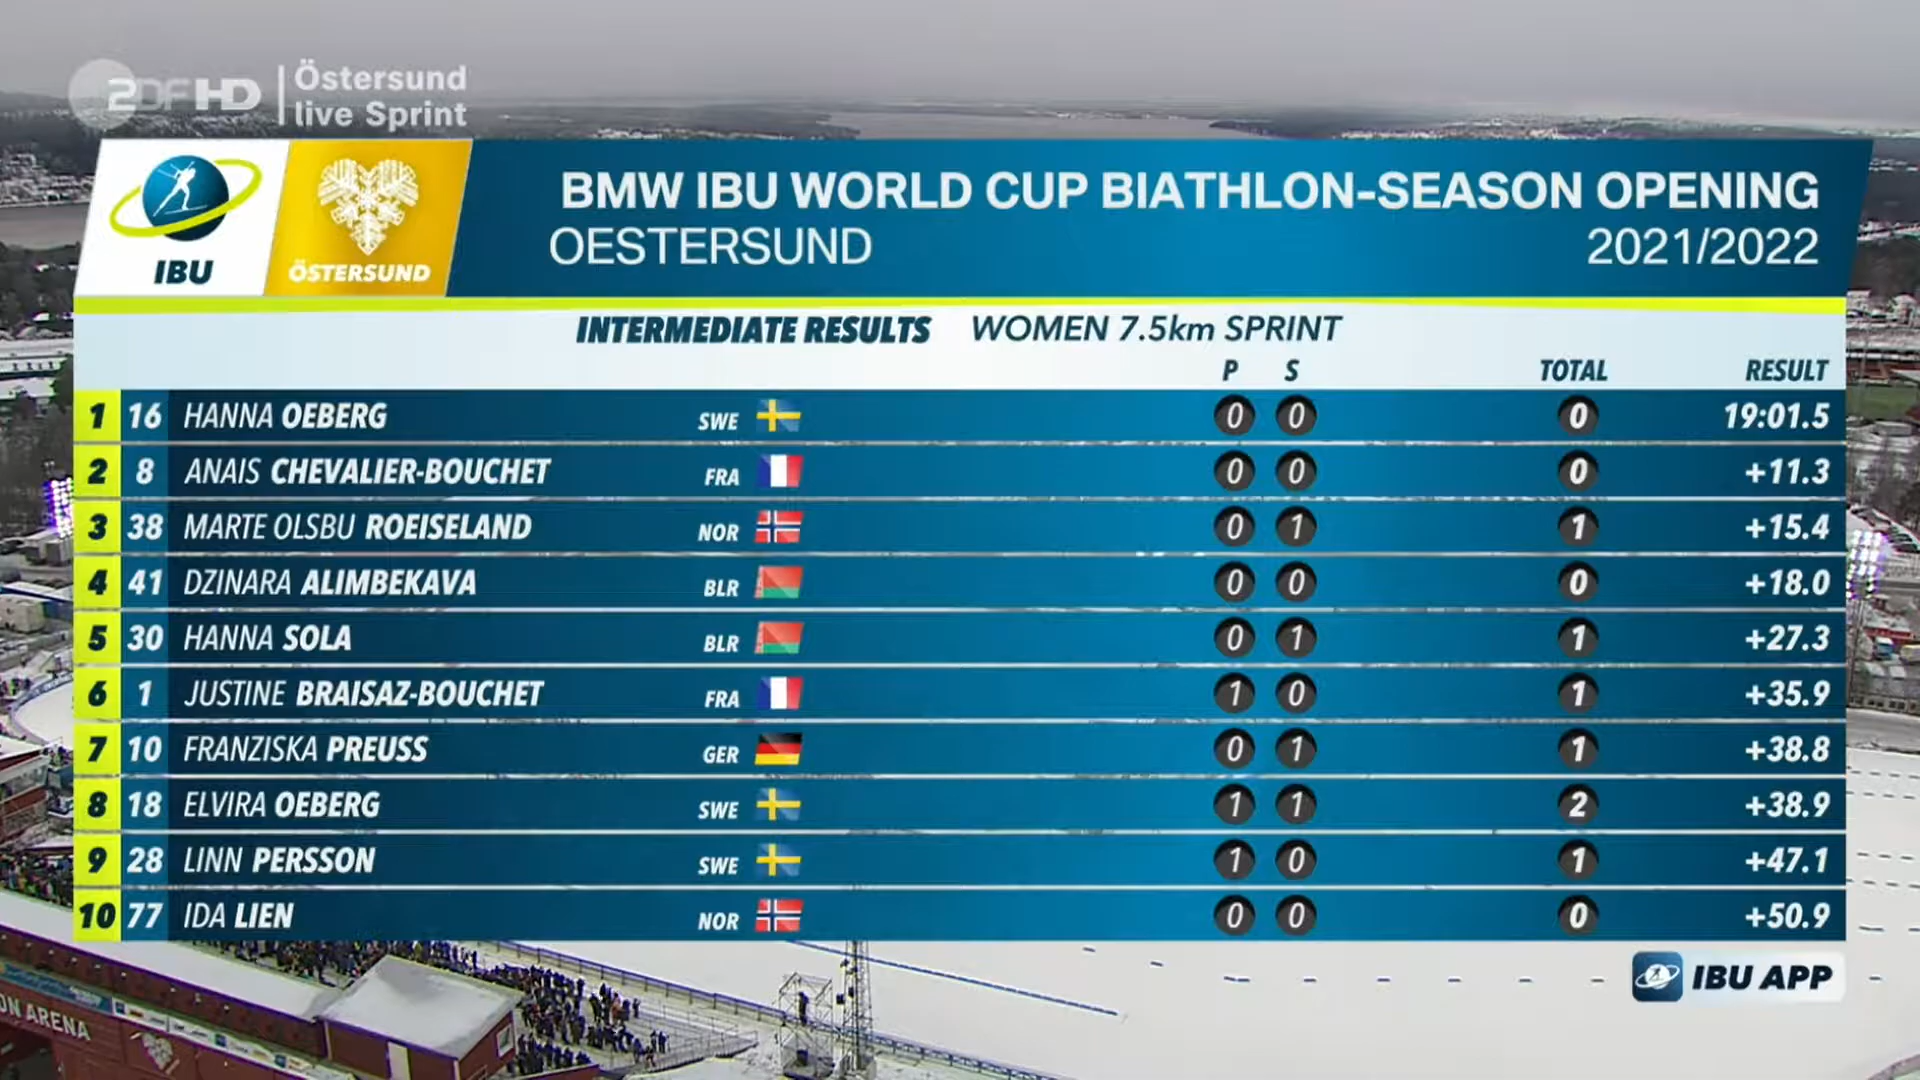 ZDF HD | Östersund
live Sprint
BMW IBU WORLD CUP BIATHLON-SEASON OPENING
OESTERSUND 2021/2022
IBU ÖSTERSUND
INTERMEDIATE RESULTS WOMEN 7.5km SPRINT
P S TOTAL RESULT
1 16 HANNA OEBERG SWE 0 0 0 19:01.5
2 8 ANAIS CHEVALIER-BOUCHET FRA 0 0 0 +11.3
3 38 MARTE OLSBU ROEISELAND NOR 0 1 1 +15.4
4 41 DZINARA ALIMBEKAVA BLR 0 0 0 +18.0
5 30 HANNA SOLA BLR 0 1 1 +27.3
6 1 JUSTINE BRAISAZ-BOUCHET FRA 1 0 1 +35.9
7 10 FRANZISKA PREUSS GER 0 1 1 +38.8
8 18 ELVIRA OEBERG SWE 1 1 2 +38.9
9 28 LINN PERSSON SWE 1 0 1 +47.1
10 77 IDA LIEN NOR 0 0 0 +50.9
IBU APP
ON ARENA